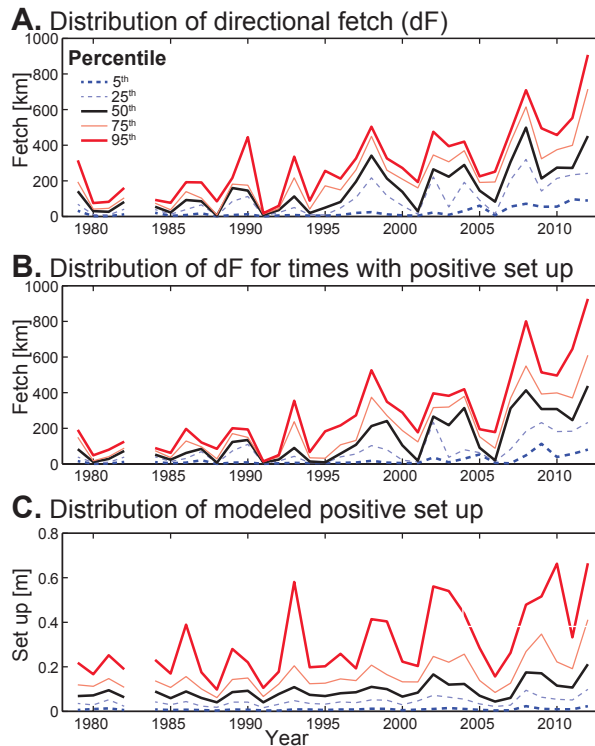 A. Distribution of directional fetch (dF)
1000
800
600
400
200
0
Fetch [km]
Percentile
5th
25th
50th
75th
95th
1980 1985 1990 1995 2000 2005 2010
B. Distribution of dF for times with positive set up
1000
800
600
400
200
0
Fetch [km]
1980 1985 1990 1995 2000 2005 2010
C. Distribution of modeled positive set up
0.8
0.6
0.4
0.2
0
Set up [m]
1980 1985 1990 1995 2000 2005 2010
Year